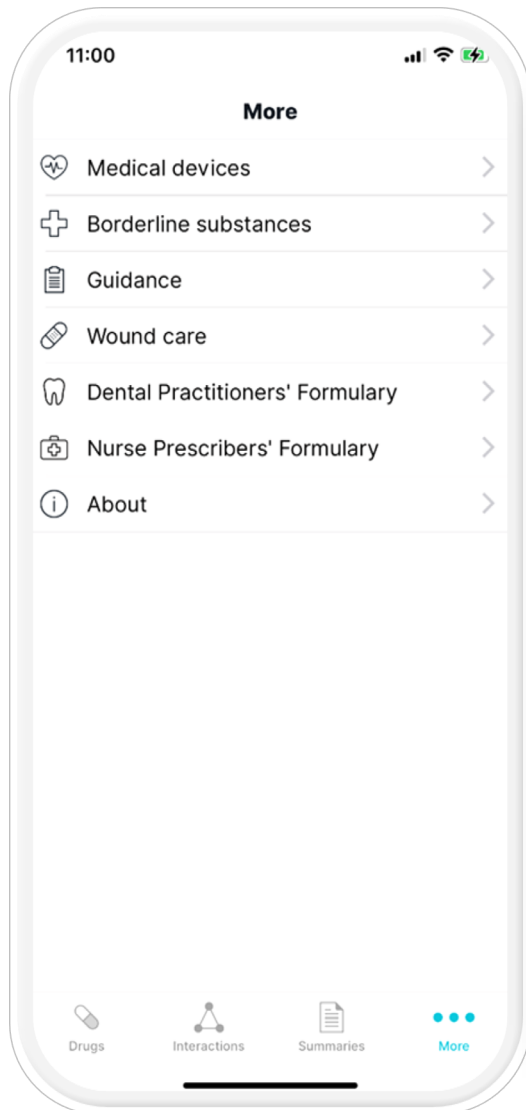 11:00
More
Medical devices
Borderline substances
Guidance
Wound care
Dental Practitioners' Formulary
Nurse Prescribers' Formulary
About
Drugs Interactions Summaries More